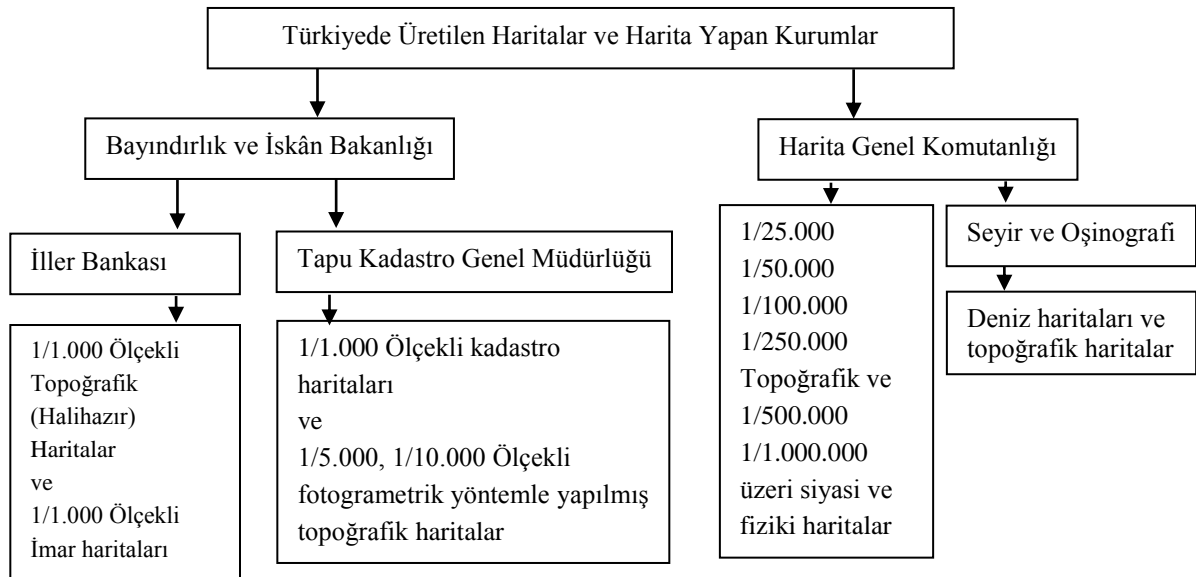 Türkiyede Üretilen Haritalar ve Harita Yapan Kurumlar
Bayındırlık ve İskân Bakanlığı
Harita Genel Komutanlığı
İller Bankası
Tapu Kadastro Genel Müdürlüğü
1/1.000 Ölçekli
Topoğrafik
(Halihazır)
Haritalar
ve
1/1.000 Ölçekli
İmar haritaları
1/1.000 Ölçekli kadastro
haritaları
ve
1/5.000, 1/10.000 Ölçekli
fotogrametrik yöntemle yapılmış
topoğrafik haritalar
1/25.000
1/50.000
1/100.000
1/250.000
Topoğrafik ve
1/500.000
1/1.000.000
üzeri siyasi ve
fiziki haritalar
Seyir ve Oşinografi
Deniz haritaları ve
topoğrafik haritalar